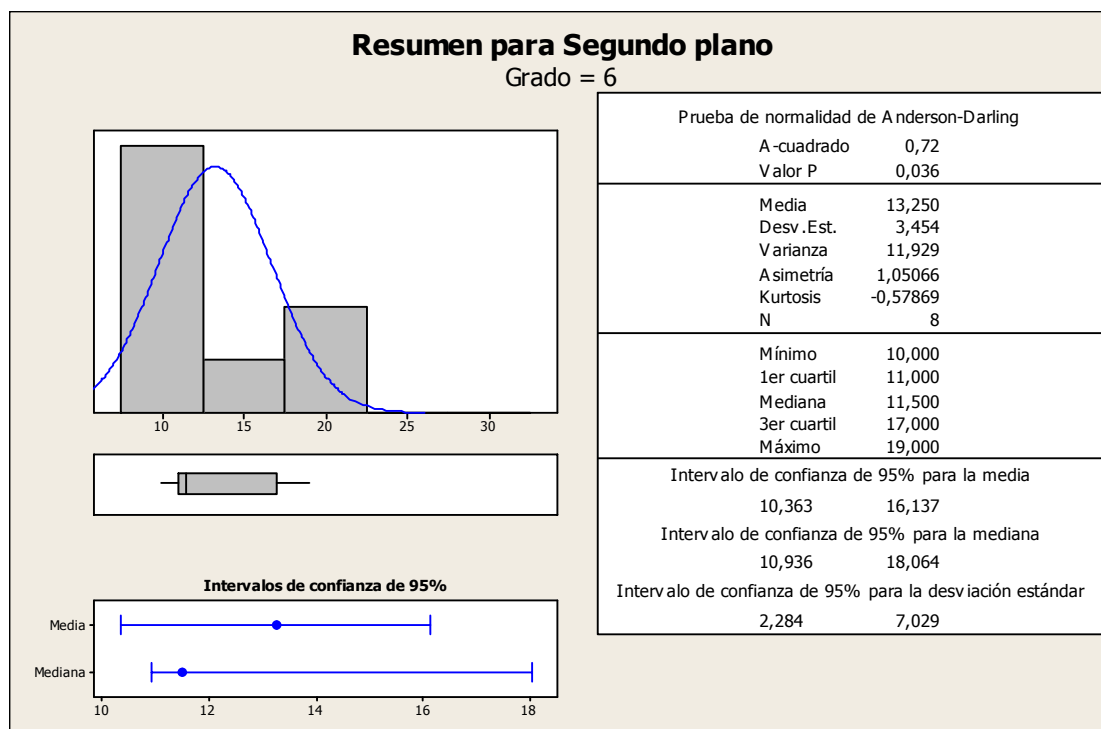 Resumen para Segundo plano
Grado = 6
10 15 20 25 30
Intervalos de confianza de 95%
Media
Mediana
10 12 14 16 18
Prueba de normalidad de Anderson-Darling
A-cuadrado 0,72
Valor P 0,036
Media 13,250
Desv.Est. 3,454
Varianza 11,929
Asimetría 1,05066
Kurtosis -0,57869
N 8
Mínimo 10,000
1er cuartil 11,000
Mediana 11,500
3er cuartil 17,000
Máximo 19,000
Intervalo de confianza de 95% para la media
10,363 16,137
Intervalo de confianza de 95% para la mediana
10,936 18,064
Intervalo de confianza de 95% para la desviación estándar
2,284 7,029